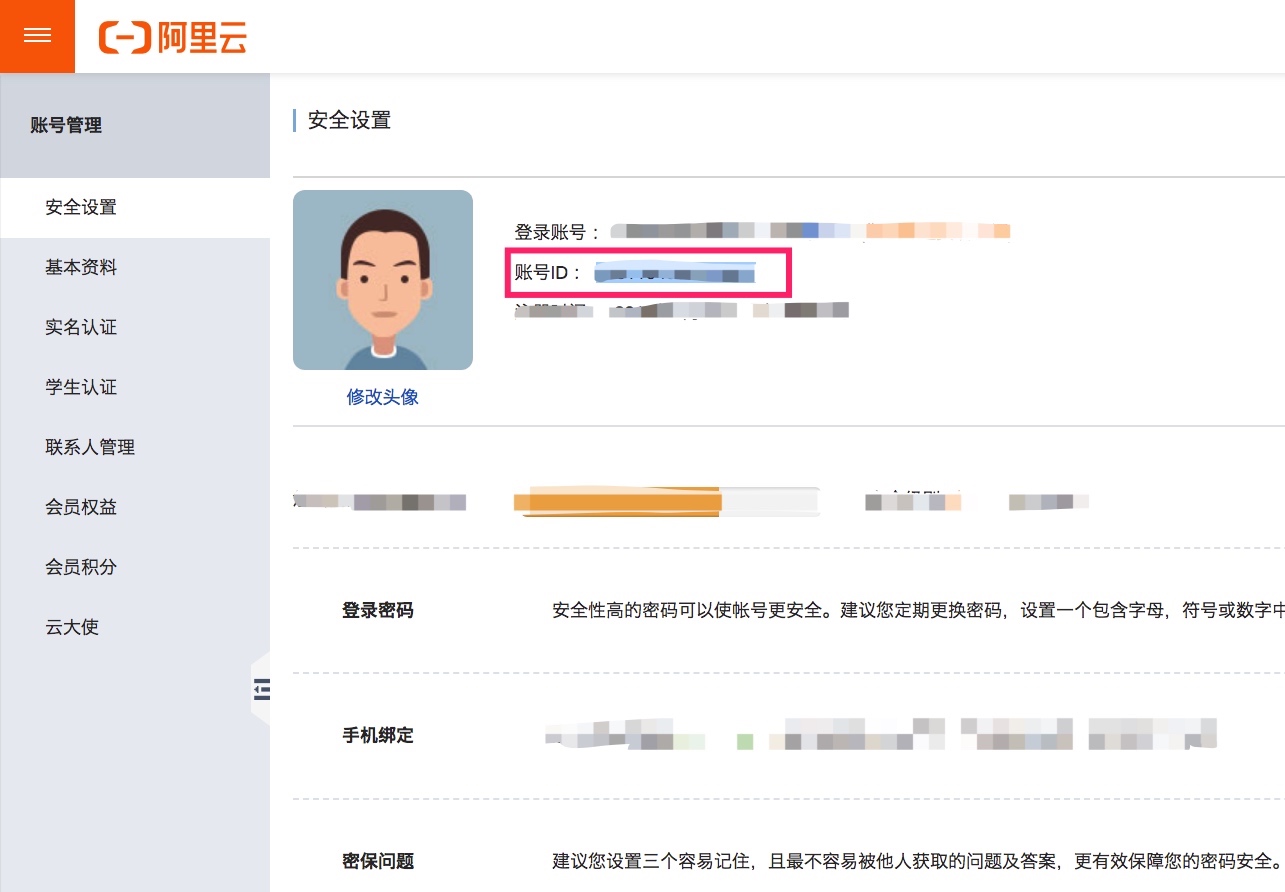 阿里云
账号管理
安全设置
基本资料
实名认证
学生认证
联系人管理
会员权益
会员积分
云大使
安全设置
登录账号：
账号ID：
修改头像
登录密码
安全性高的密码可以使帐号更安全。建议您定期更换密码，设置一个包含字母，符号或数字中
手机绑定
密保问题
建议您设置三个容易记住，且最不容易被他人获取的问题及答案，更有效保障您的密码安全。